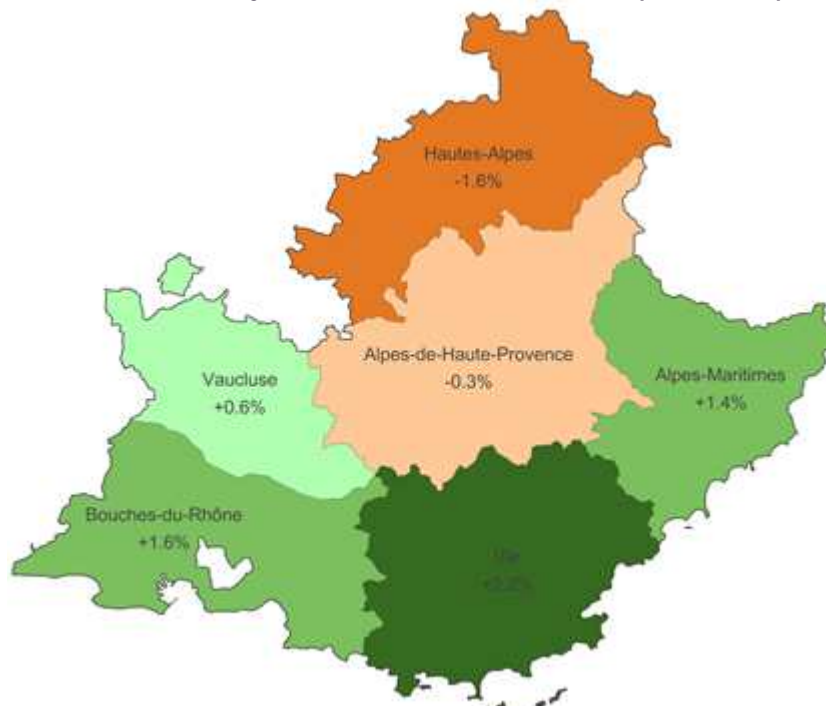 Hautes-Alpes
-1.6%
Alpes-de-Haute-Provence
-0.3%
Vaucluse
+0.6%
Alpes-Maritimes
+1.4%
Bouches-du-Rhône
+1.6%
Var